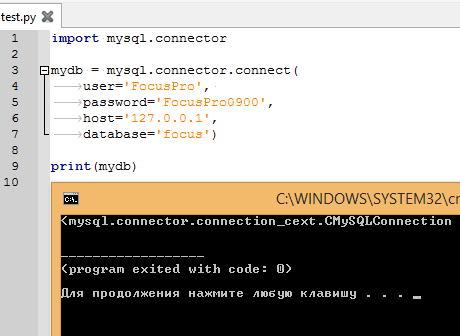 test.py
1 import mysql.connector
2
3 mydb = mysql.connector.connect(
4 user='FocusPro',
5 password='FocusPro0900',
6 host='127.0.0.1',
7 database='focus')
8
9 print(mydb)
10
C:\WINDOWS\SYSTEM32\
<mysql.connector.connection_cext.CMySQLConnection
------------------
(program exited with code: 0)
Для продолжения нажмите любую клавишу . . . _